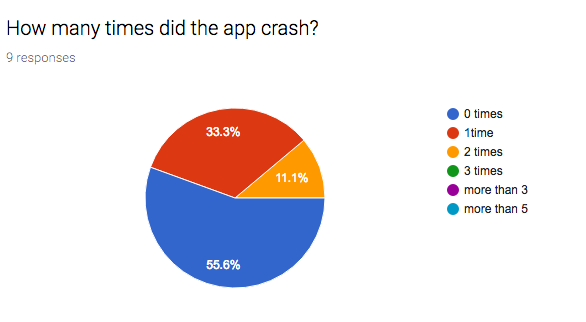 How many times did the app crash?
9 responses
33.3%
11.1%
55.6%
0 times
1time
2 times
3 times
more than 3
more than 5